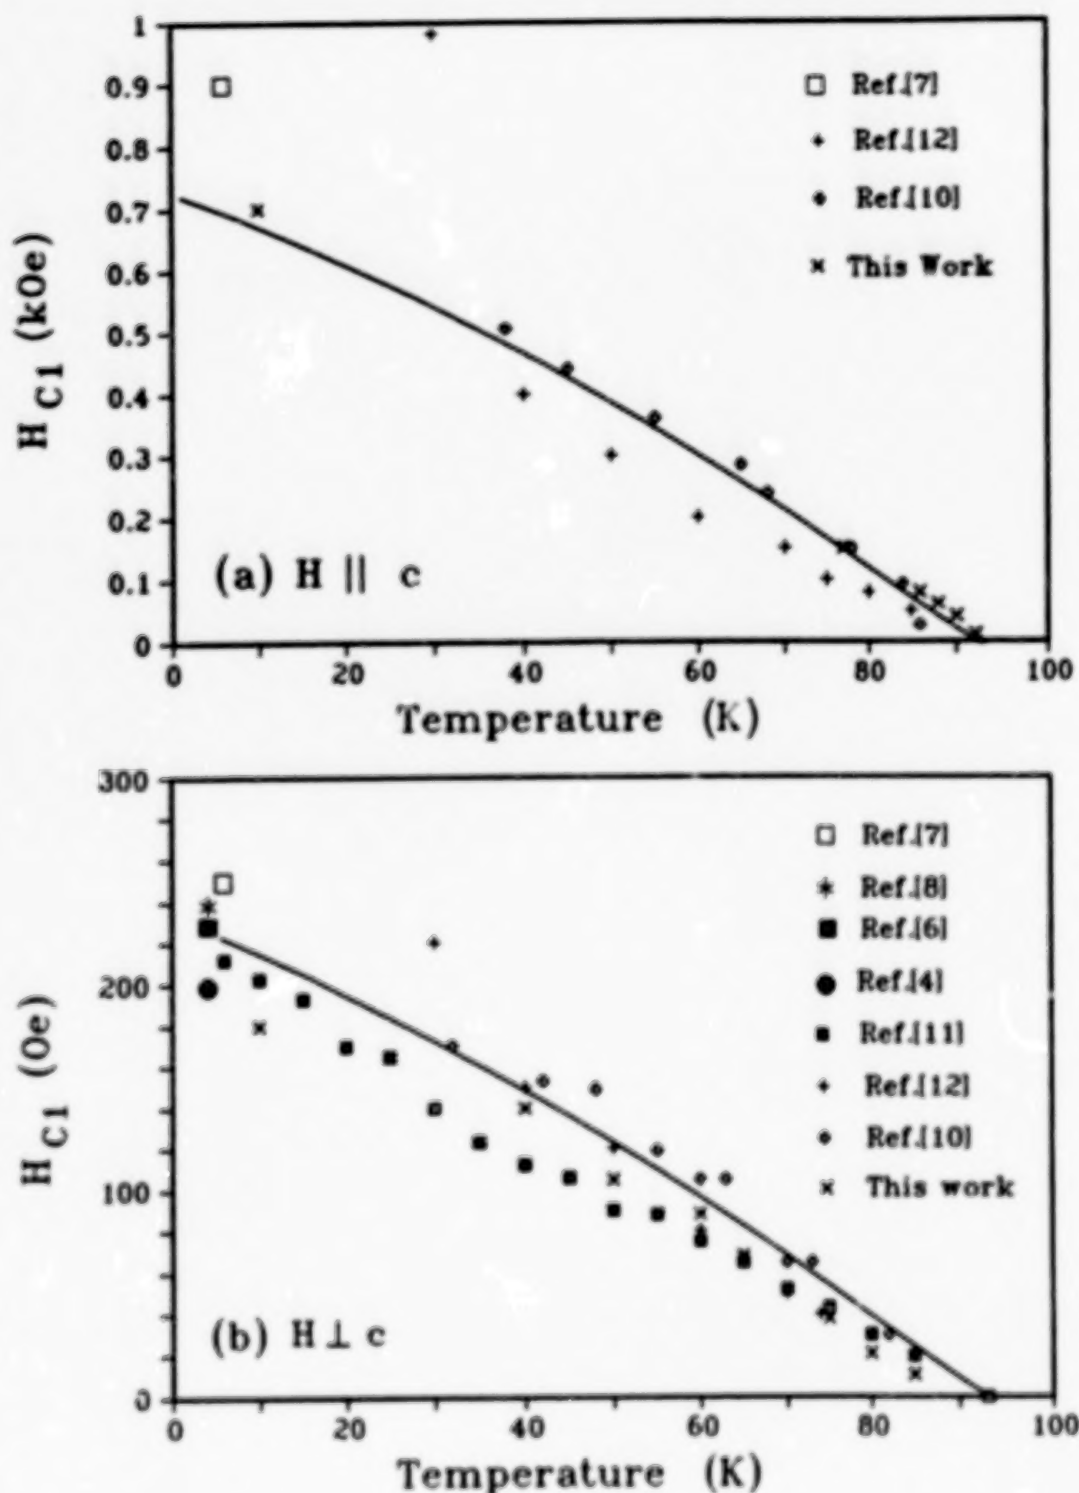 1
0.9
0.8
0.7
0.6
0.5
0.4
0.3
0.2
0.1
0
H C1 (kOe)
Ref.[7]
Ref.[12]
Ref.[10]
This Work
(a) H || c
0 20 40 60 80 100
Temperature (K)
300
200
100
0
H C1 (Oe)
Ref.[7]
Ref.[8]
Ref.[6]
Ref.[4]
Ref.[11]
Ref.[12]
Ref.[10]
This work
(b) H ⊥ c
0 20 40 60 80 100
Temperature (K)